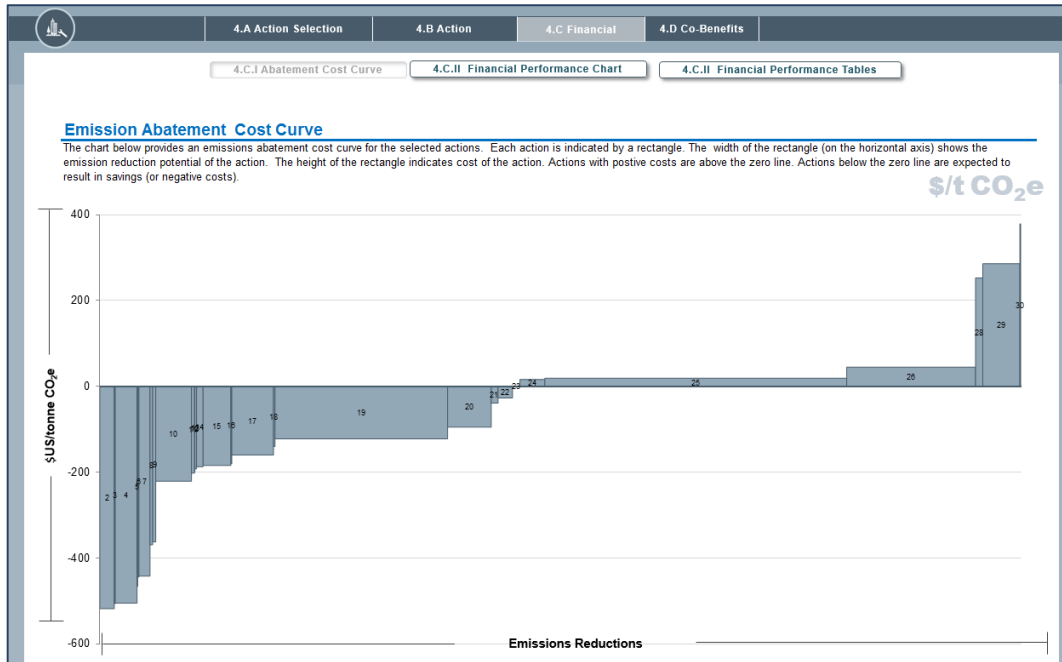 4.A Action Selection
4.B Action
4.C Financial
4.D Co-Benefits
4.C.I Abatement Cost Curve
4.C.II Financial Performance Chart
4.C.II Financial Performance Tables
Emission Abatement Cost Curve
The chart below provides an emissions abatement cost curve for the selected actions. Each action is indicated by a rectangle. The width of the rectangle (on the horizontal axis) shows the
emission reduction potential of the action. The height of the rectangle indicates cost of the action. Actions with postive costs are above the zero line. Actions below the zero line are expected to
result in savings (or negative costs).
$/t CO₂e
$US/tonne CO₂e
400
200
0
-200
-400
-600
2
3
4
7
9
10
14
15
16
17
18
19
20
21
22
23
24
25
26
28
29
30
Emissions Reductions